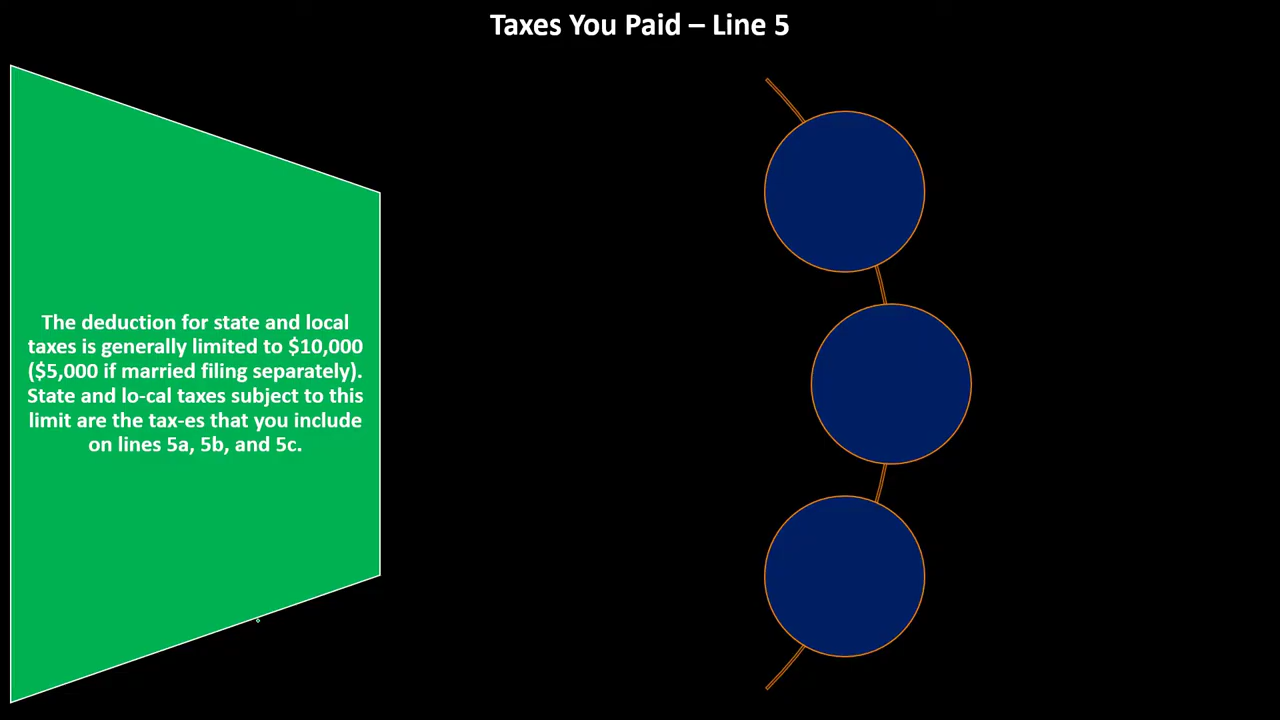 Taxes You Paid – Line 5
The deduction for state and local
taxes is generally limited to $10,000
($5,000 if married filing separately).
State and lo-cal taxes subject to this
limit are the tax-es that you include
on lines 5a, 5b, and 5c.